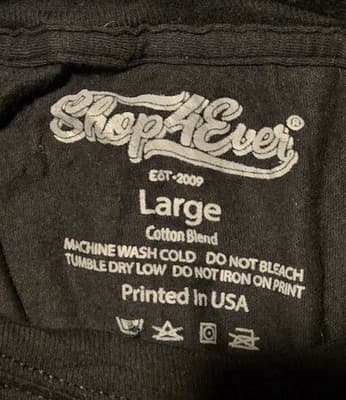 Shop4Ever®
EST-2009
Large
Cotton Blend
MACHINE WASH COLD DO NOT BLEACH
TUMBLE DRY LOW DO NOT IRON ON PRINT
Printed In USA